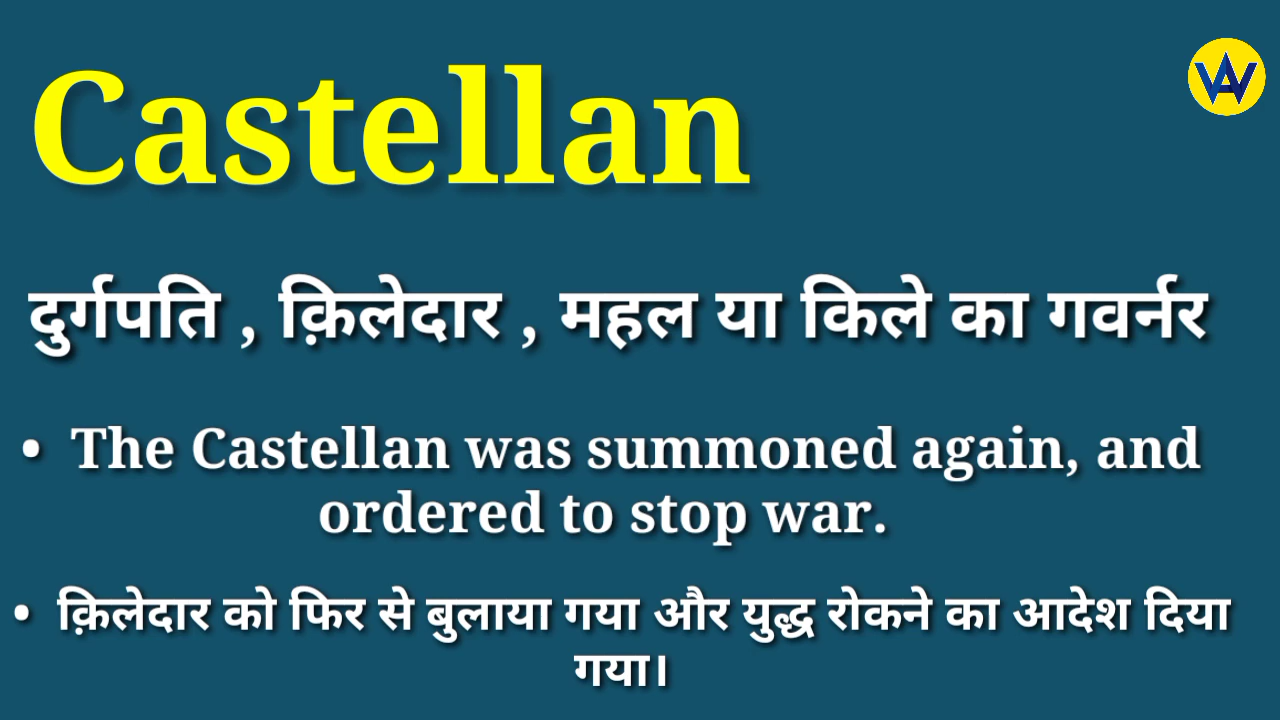 Castellan
दुर्गपति , क़िलेदार , महल या किले का गवर्नर
• The Castellan was summoned again, and
ordered to stop war.
• क़िलेदार को फिर से बुलाया गया और युद्ध रोकने का आदेश दिया
गया।